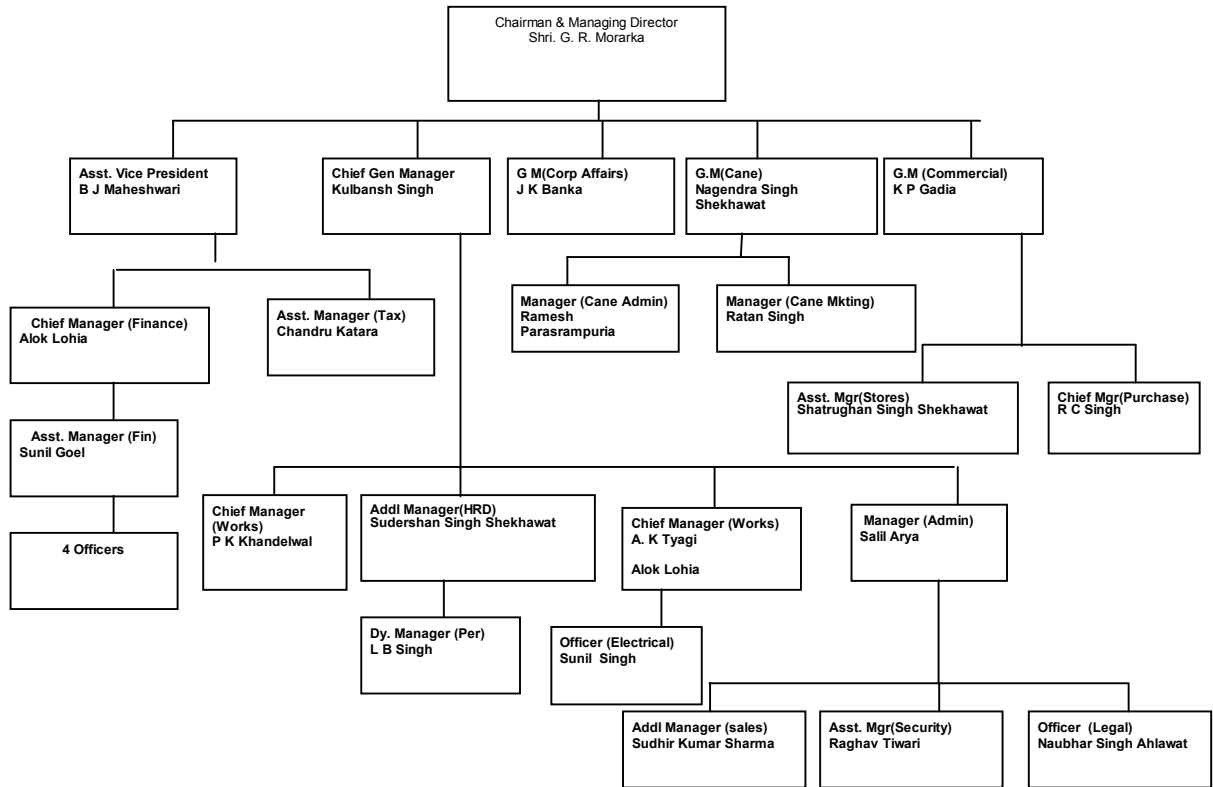 Chairman & Managing Director
Shri. G. R. Morarka
Asst. Vice President
B J Maheshwari
Chief Gen Manager
Kulbansh Singh
G M(Corp Affairs)
J K Banka
G.M(Cane)
Nagendra Singh
Shekhawat
G.M (Commercial)
K P Gadia
Chief Manager (Finance)
Alok Lohia
Asst. Manager (Tax)
Chandru Katara
Manager (Cane Admin)
Ramesh
Parasrampuria
Manager (Cane Mkting)
Ratan Singh
Asst. Mgr(Stores)
Shatrughan Singh Shekhawat
Chief Mgr(Purchase)
R C Singh
Asst. Manager (Fin)
Sunil Goel
4 Officers
Chief Manager
(Works)
P K Khandelwal
Addl Manager(HRD)
Sudershan Singh Shekhawat
Chief Manager (Works)
A. K Tyagi
Alok Lohia
Manager (Admin)
Salil Arya
Dy. Manager (Per)
L B Singh
Officer (Electrical)
Sunil Singh
Addl Manager (sales)
Sudhir Kumar Sharma
Asst. Mgr(Security)
Raghav Tiwari
Officer (Legal)
Naubhar Singh Ahlawat